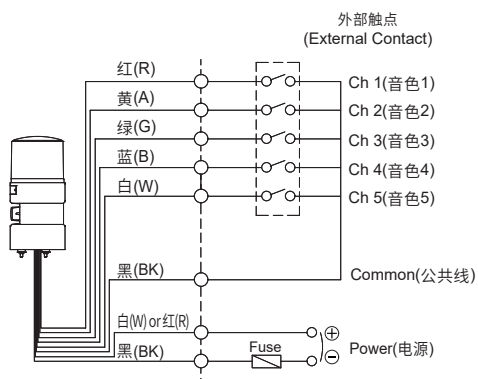 外部触点
(External Contact)
红(R)
Ch 1(音色1)
黄(A)
Ch 2(音色2)
绿(G)
Ch 3(音色3)
蓝(B)
Ch 4(音色4)
白(W)
Ch 5(音色5)
黑(BK)
Common(公共线)
白(W) or 红(R)
黑(BK)
Fuse
⊕
⊖
Power(电源)